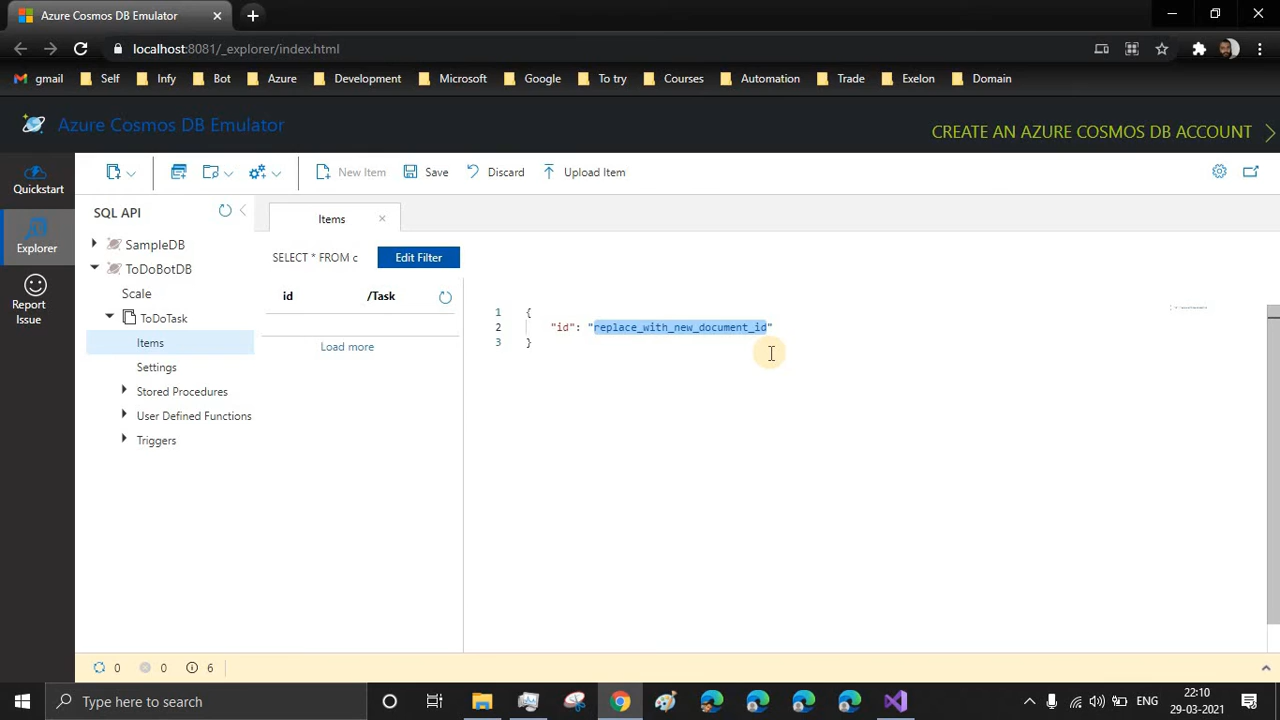 Azure Cosmos DB Emulator
localhost:8081/_explorer/index.html
gmail Self Infy Bot Azure Development Microsoft Google To try Courses Automation Trade Exelon Domain
Azure Cosmos DB Emulator
CREATE AN AZURE COSMOS DB ACCOUNT
Quickstart
Explorer
Report
Issue
New Item Save Discard Upload Item
SQL API
SampleDB
ToDoBotDB
Scale
ToDoTask
Items
Settings
Stored Procedures
User Defined Functions
Triggers
Items
SELECT * FROM c Edit Filter
id /Task
Load more
1 {
2 "id": "replace_with_new_document_id"
3 }
0 0 6
Type here to search
ENG
22:10
29-03-2021